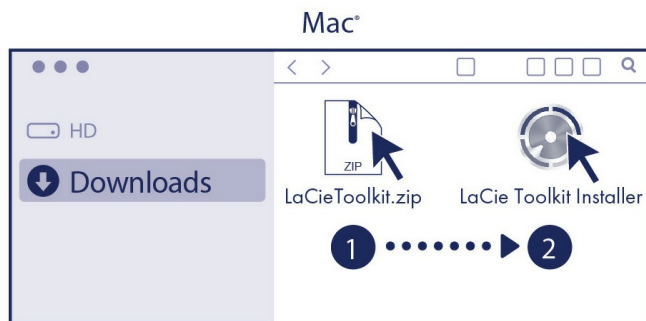 Mac®
HD
Downloads
ZIP
LaCieToolkit.zip
LaCie Toolkit Installer
1
2